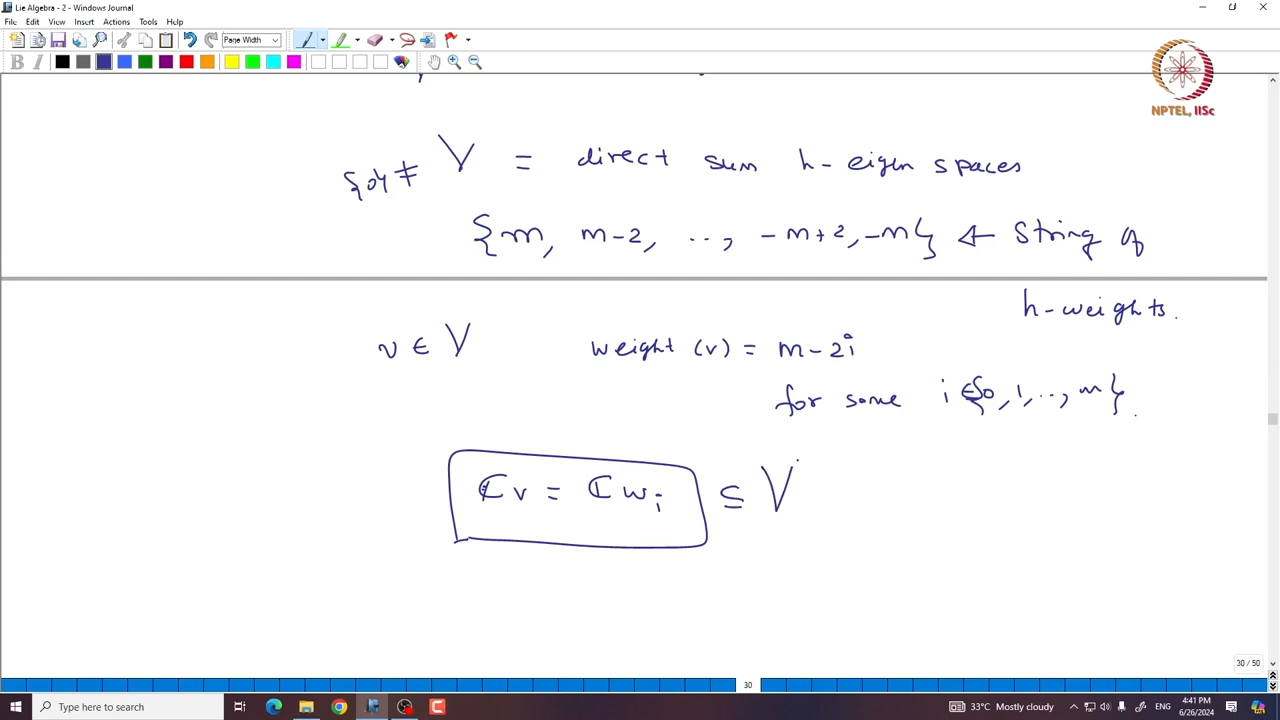 Lie Algebra - 2 - Windows Journal
File Edit View Insert Actions Tools Help
Page Width
B I
NPTEL, IISc
{0} ≠ V = direct sum h-eigen spaces
{m, m-2, .., -m+2, -m} ← String of
h-weights.
v ∈ V weight (v) = m-2i
for some i ∈ {0, 1, .., m}.
ℂv = ℂw_i ⊆ V
30 / 50
30
Type here to search
33°C Mostly cloudy
ENG
4:41 PM
6/26/2024